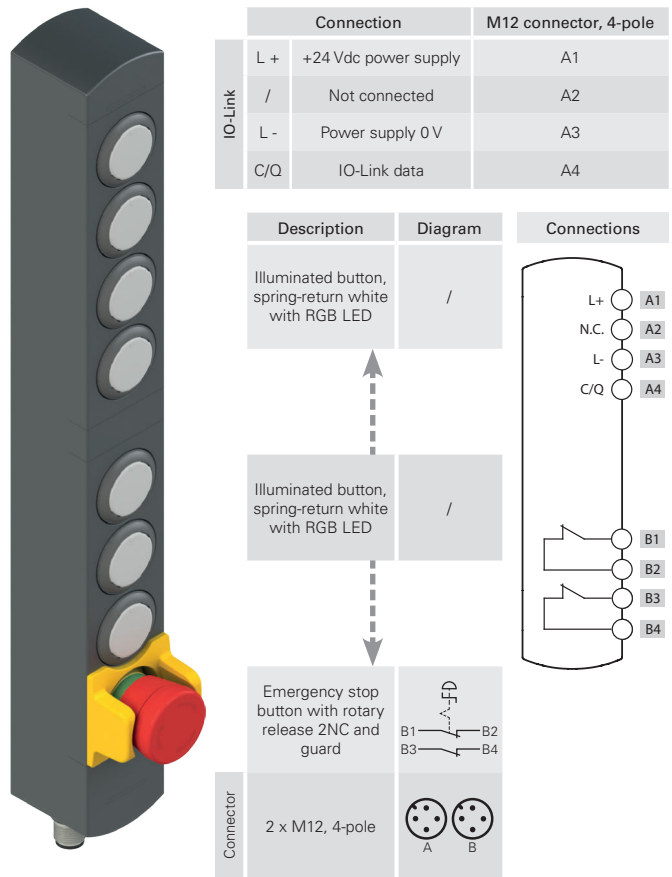 Connection M12 connector, 4-pole
IO-Link
L + +24 Vdc power supply A1
/ Not connected A2
L - Power supply 0 V A3
C/Q IO-Link data A4
Description Diagram
Illuminated button,
spring-return white
with RGB LED
/
Illuminated button,
spring-return white
with RGB LED
/
Emergency stop
button with rotary
release 2NC and
guard
B1 B2
B3 B4
Connector
2 x M12, 4-pole
A B
Connections
L+ A1
N.C. A2
L- A3
C/Q A4
B1
B2
B3
B4